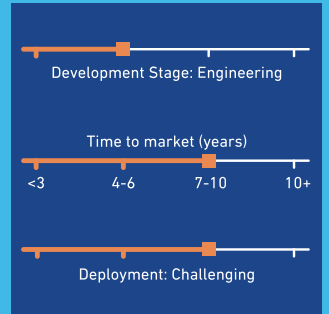 Development Stage: Engineering
Time to market (years)
<3 4-6 7-10 10+
Deployment: Challenging